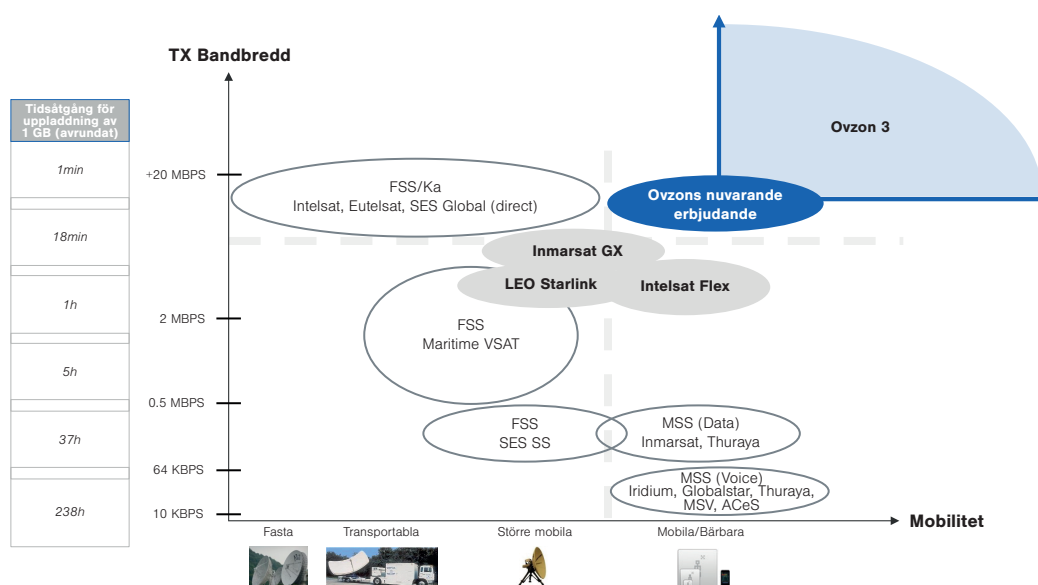 TX Bandbredd
Tidsåtgång för
uppladdning av
1 GB (avrundat)
1min
18min
1h
5h
37h
238h
+20 MBPS
2 MBPS
0.5 MBPS
64 KBPS
10 KBPS
Ovzon 3
FSS/Ka
Intelsat, Eutelsat, SES Global (direct)
Ovzons nuvarande
erbjudande
Inmarsat GX
LEO Starlink
Intelsat Flex
FSS
Maritime VSAT
FSS
SES SS
MSS (Data)
Inmarsat, Thuraya
MSS (Voice)
Iridium, Globalstar, Thuraya,
MSV, ACeS
Mobilitet
Fasta
Transportabla
Större mobila
Mobila/Bärbara